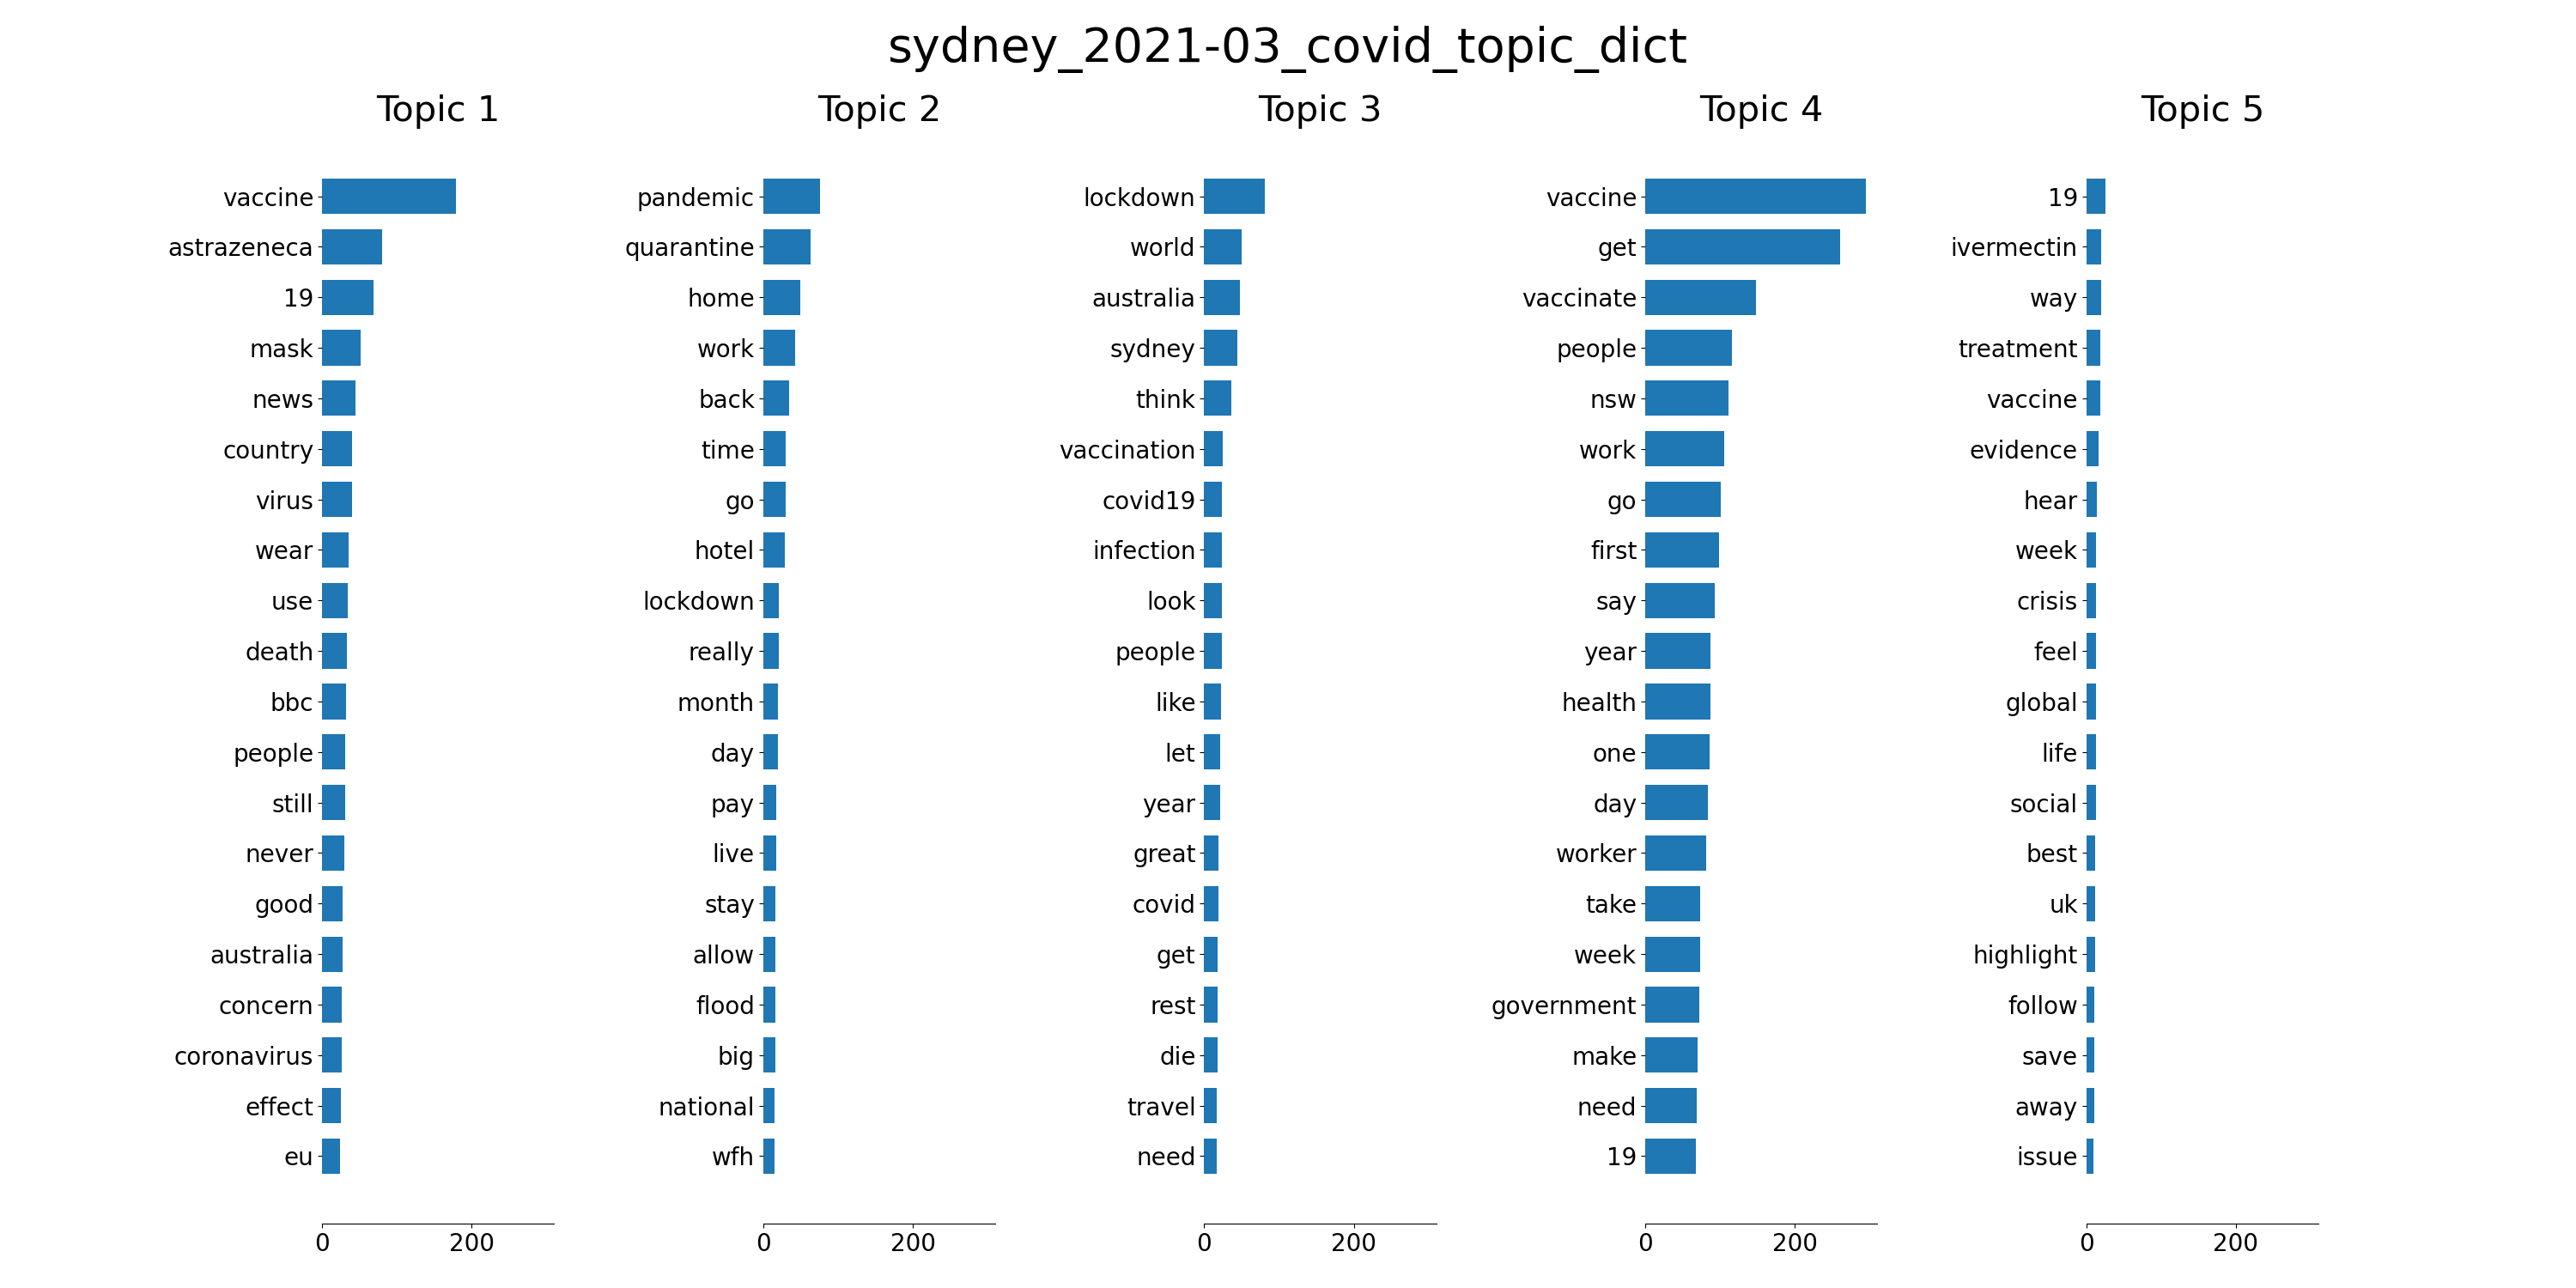 sydney_2021-03_covid_topic_dict
Topic 1
vaccine
astrazeneca
19
mask
news
country
virus
wear
use
death
bbc
people
still
never
good
australia
concern
coronavirus
effect
eu
0 200
Topic 2
pandemic
quarantine
home
work
back
time
go
hotel
lockdown
really
month
day
pay
live
stay
allow
flood
big
national
wfh
0 200
Topic 3
lockdown
world
australia
sydney
think
vaccination
covid19
infection
look
people
like
let
year
great
covid
get
rest
die
travel
need
0 200
Topic 4
vaccine
get
vaccinate
people
nsw
work
go
first
say
year
health
one
day
worker
take
week
government
make
need
19
0 200
Topic 5
19
ivermectin
way
treatment
vaccine
evidence
hear
week
crisis
feel
global
life
social
best
uk
highlight
follow
save
away
issue
0 200